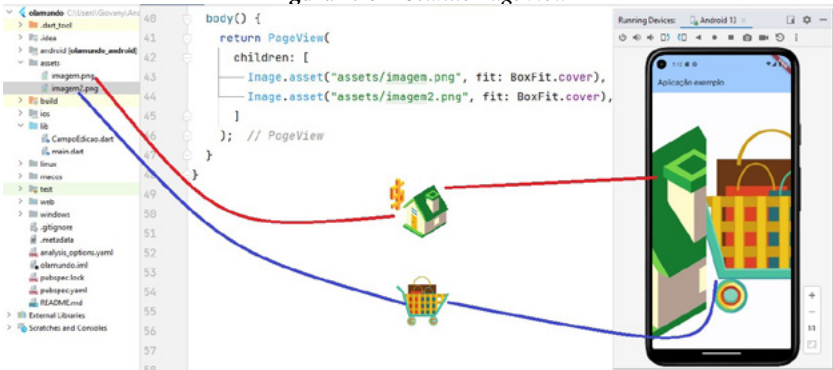 olamundo C:\Users\Giovany\And
.dart_tool
.idea
android [olamundo_android]
assets
imagem.png
imagem2.png
build
ios
lib
CampoEdicao.dart
main.dart
linux
macos
test
web
windows
.gitignore
.metadata
analysis_options.yaml
olamundo.iml
pubspec.lock
pubspec.yaml
README.md
External Libraries
Scratches and Consoles
40 body() {
41 return PageView(
42 children: [
43 Image.asset("assets/imagem.png", fit: BoxFit.cover),
44 Image.asset("assets/imagem2.png", fit: BoxFit.cover),
45 ]
46 ); // PageView
47 }
48 }
49
50
51
52
53
54
55
56
57
58
Running Devices: Android 13
Aplicação exemplo
1:1